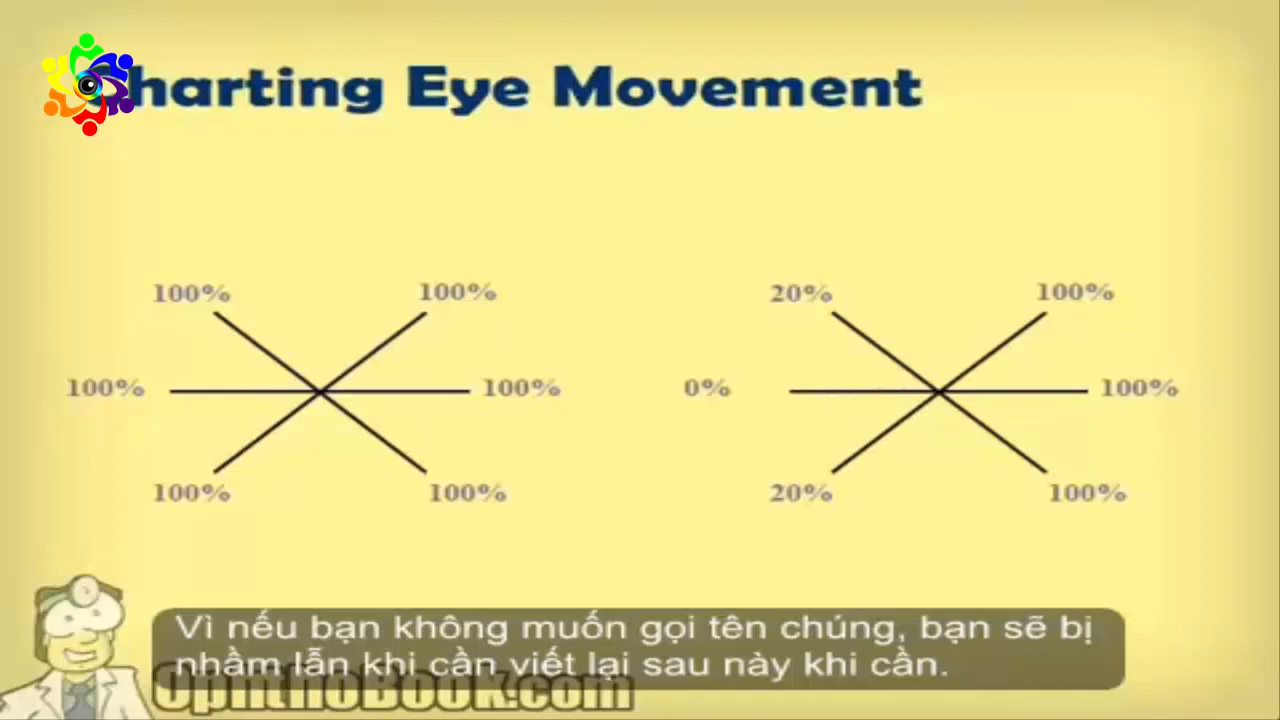 Charting Eye Movement
100% 100% 20% 100%
100% 100% 0% 100%
100% 100% 20% 100%
Vì nếu bạn không muốn gọi tên chúng, bạn sẽ bị
nhầm lẫn khi cần viết lại sau này khi cần.
OphthoBook.com